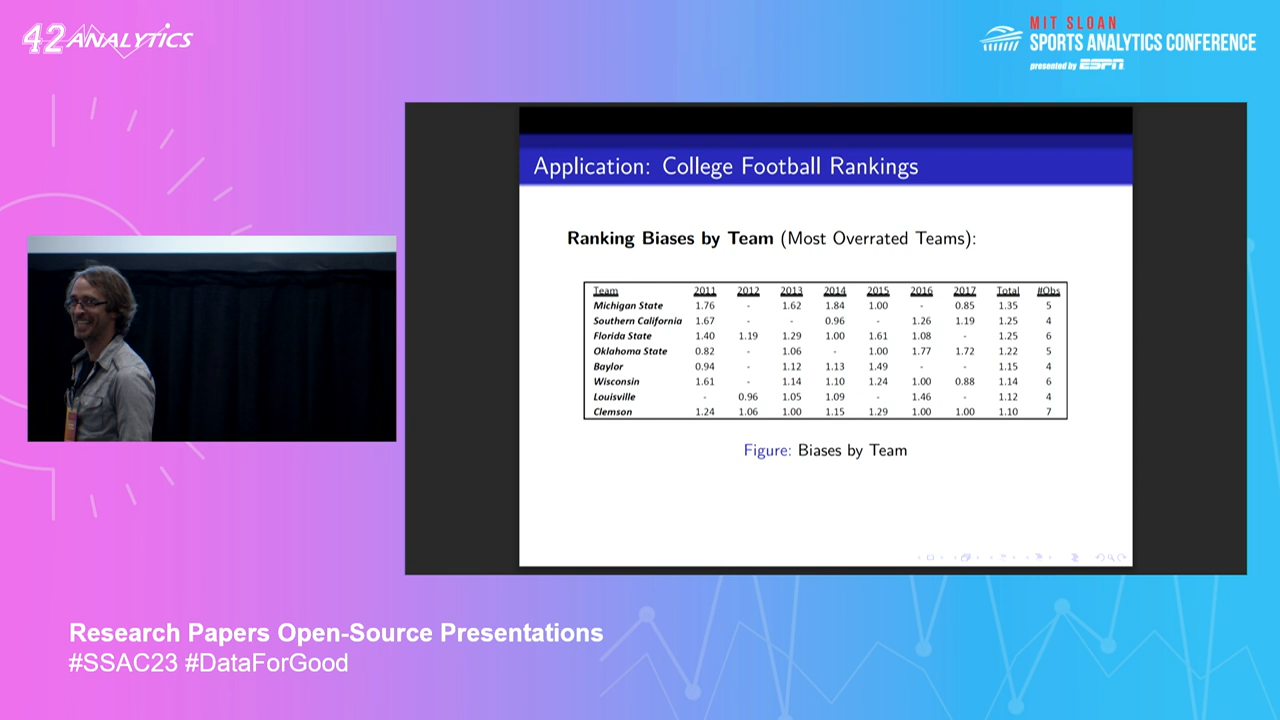 42 ANALYTICS
MIT SLOAN
SPORTS ANALYTICS CONFERENCE
presented by ESPN
Application: College Football Rankings
Ranking Biases by Team (Most Overrated Teams):
Team 2011 2012 2013 2014 2015 2016 2017 Total #Obs
Michigan State 1.76 - 1.62 1.84 1.00 - 0.85 1.35 5
Southern California 1.67 - - 0.96 - 1.26 1.19 1.25 4
Florida State 1.40 1.19 1.29 1.00 1.61 1.08 - 1.25 6
Oklahoma State 0.82 - 1.06 - 1.00 1.77 1.72 1.22 5
Baylor 0.94 - 1.12 1.13 1.49 - - 1.15 4
Wisconsin 1.61 - 1.14 1.10 1.24 1.00 0.88 1.14 6
Louisville - 0.96 1.05 1.09 - 1.46 - 1.12 4
Clemson 1.24 1.06 1.00 1.15 1.29 1.00 1.00 1.10 7
Figure: Biases by Team
Research Papers Open-Source Presentations
#SSAC23 #DataForGood